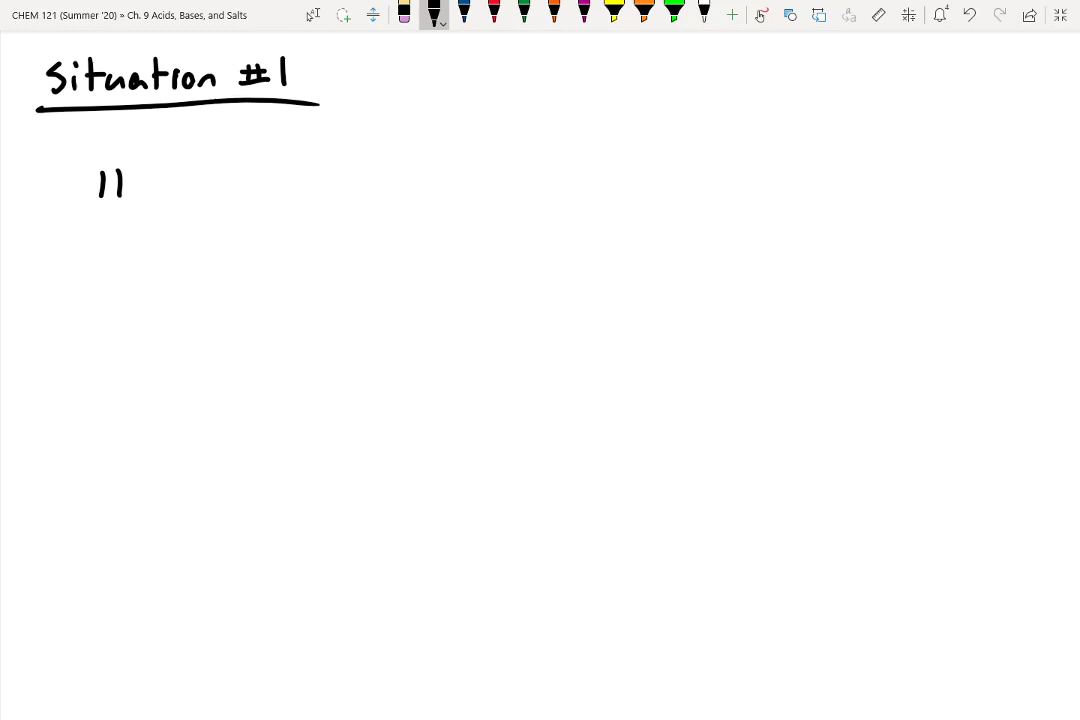 CHEM 121 (Summer '20) » Ch. 9 Acids, Bases, and Salts
Situation #1
11